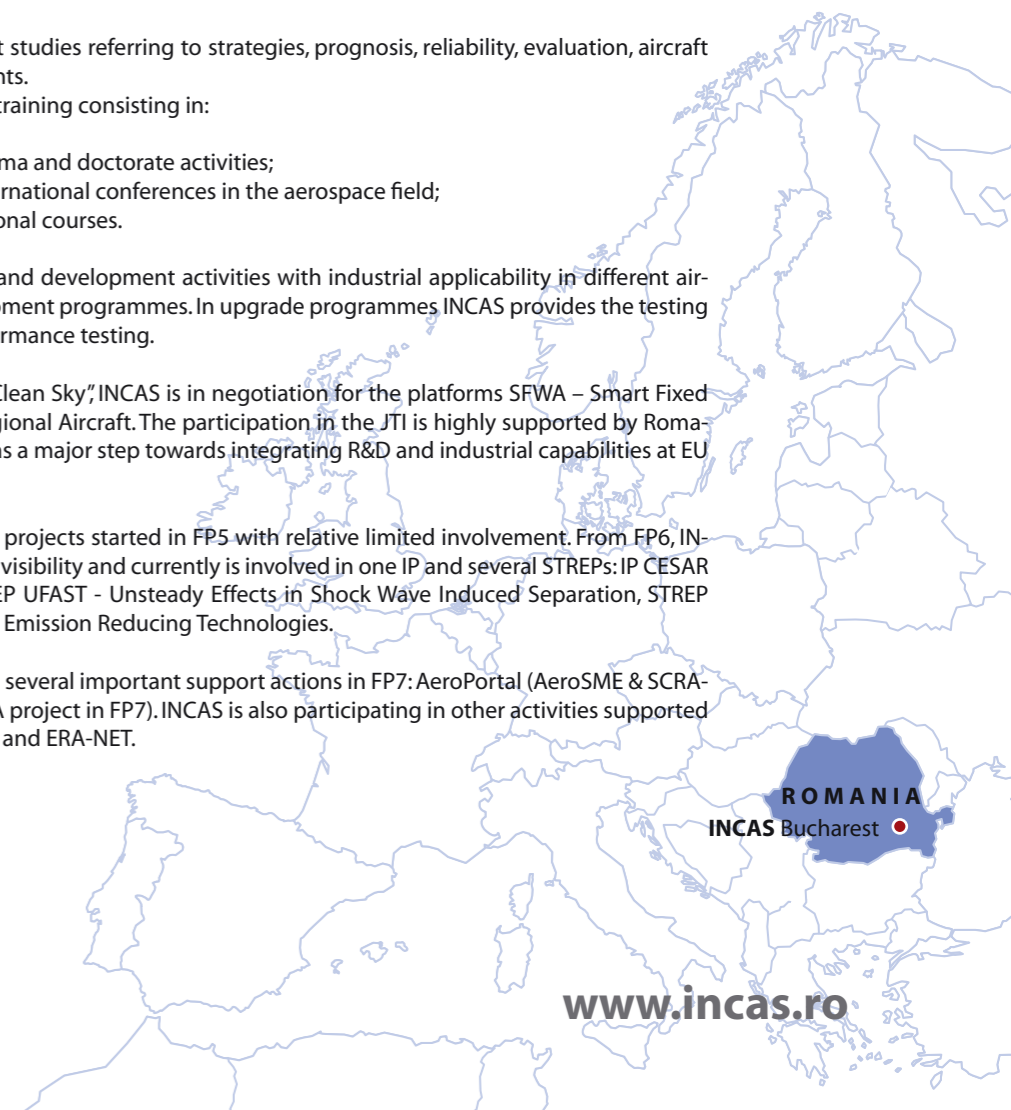 t studies referring to strategies, prognosis, reliability, evaluation, aircraft
nts.
training consisting in:
ma and doctorate activities;
ernational conferences in the aerospace field;
onal courses.
and development activities with industrial applicability in different air-
pment programmes. In upgrade programmes INCAS provides the testing
ormance testing.
Clean Sky”, INCAS is in negotiation for the platforms SFWA – Smart Fixed
gional Aircraft. The participation in the JTI is highly supported by Roma-
as a major step towards integrating R&D and industrial capabilities at EU
projects started in FP5 with relative limited involvement. From FP6, IN-
visibility and currently is involved in one IP and several STREPs: IP CESAR
EP UFAST - Unsteady Effects in Shock Wave Induced Separation, STREP
Emission Reducing Technologies.
several important support actions in FP7: AeroPortal (AeroSME & SCRA-
A project in FP7). INCAS is also participating in other activities supported
and ERA-NET.
ROMANIA
INCAS Bucharest
www.incas.ro